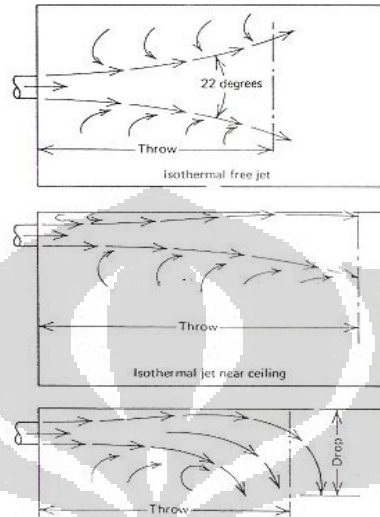 22 degrees
Throw
isothermal free jet
Throw
Isothermal jet near ceiling
Drop
Throw